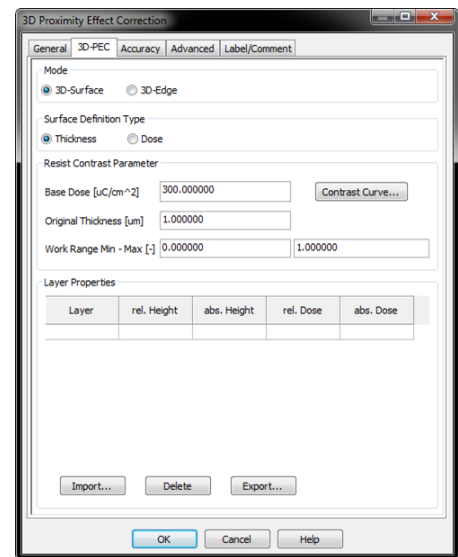 3D Proximity Effect Correction
General 3D-PEC Accuracy Advanced Label/Comment
Mode
3D-Surface 3D-Edge
Surface Definition Type
Thickness Dose
Resist Contrast Parameter
Base Dose [uC/cm^2] 300.000000 Contrast Curve...
Original Thickness [um] 1.000000
Work Range Min - Max [-] 0.000000 1.000000
Layer Properties
Layer rel. Height abs. Height rel. Dose abs. Dose
Import... Delete Export...
OK Cancel Help